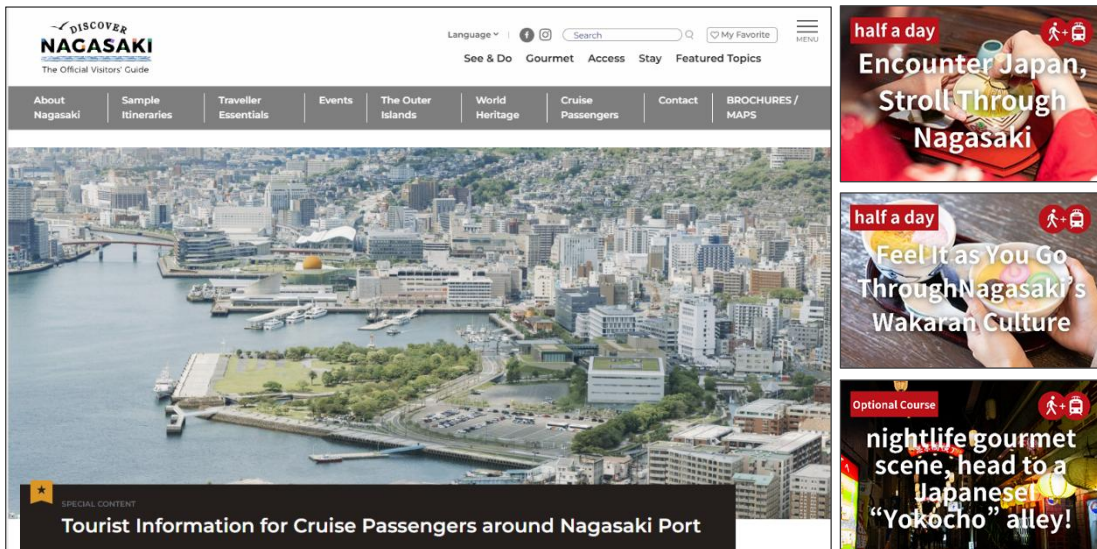 DISCOVER
NAGASAKI
The Official Visitors' Guide
Language
Search
My Favorite
MENU
See & Do Gourmet Access Stay Featured Topics
About Nagasaki
Sample Itineraries
Traveller Essentials
Events
The Outer Islands
World Heritage
Cruise Passengers
Contact
BROCHURES / MAPS
SPECIAL CONTENT
Tourist Information for Cruise Passengers around Nagasaki Port
half a day
Encounter Japan,
Stroll Through
Nagasaki
half a day
Feel It as You Go
ThroughNagasaki's
Wakaran Culture
Optional Course
nightlife gourmet
scene, head to a
Japanese!
"Yokocho" alley!